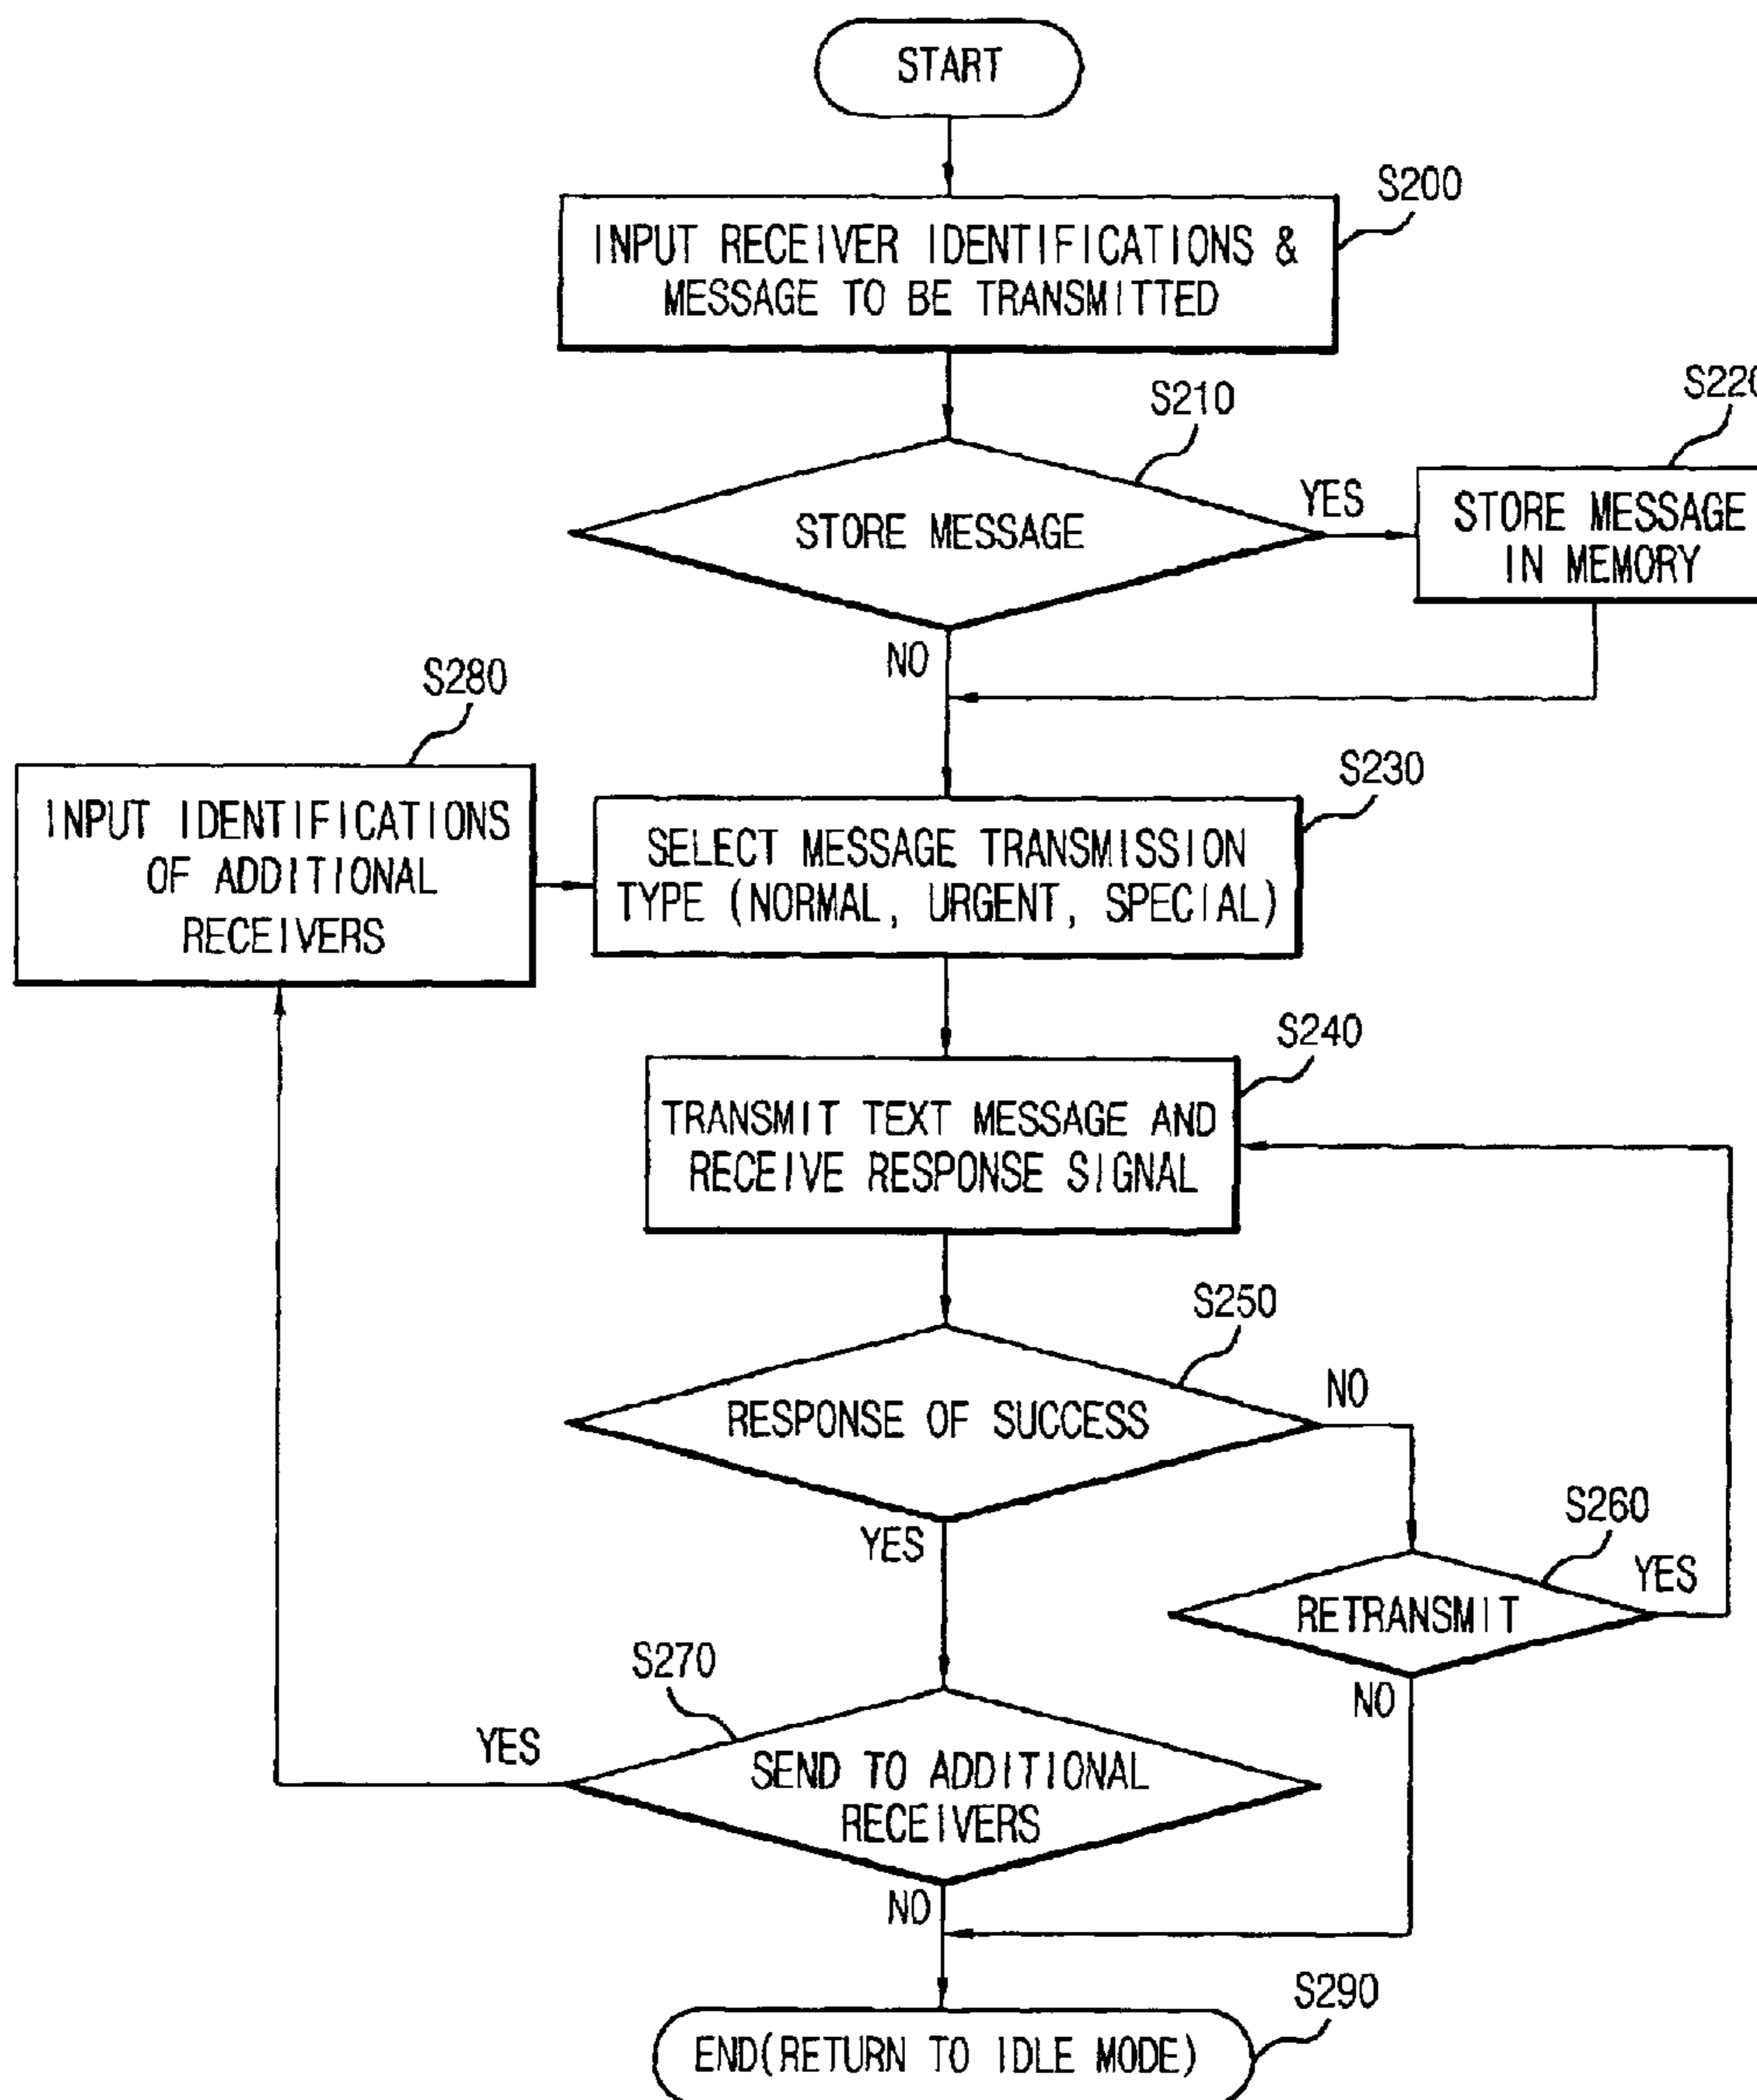 START
S200
INPUT RECEIVER IDENTIFICATIONS &
MESSAGE TO BE TRANSMITTED
S210
S220
STORE MESSAGE
YES
STORE MESSAGE
IN MEMORY
NO
S280
INPUT IDENTIFICATIONS
OF ADDITIONAL
RECEIVERS
S230
SELECT MESSAGE TRANSMISSION
TYPE (NORMAL, URGENT, SPECIAL)
S240
TRANSMIT TEXT MESSAGE AND
RECEIVE RESPONSE SIGNAL
S250
RESPONSE OF SUCCESS
NO
YES
S260
RETRANSMIT
YES
NO
S270
YES
SEND TO ADDITIONAL
RECEIVERS
NO
S290
END(RETURN TO IDLE MODE)